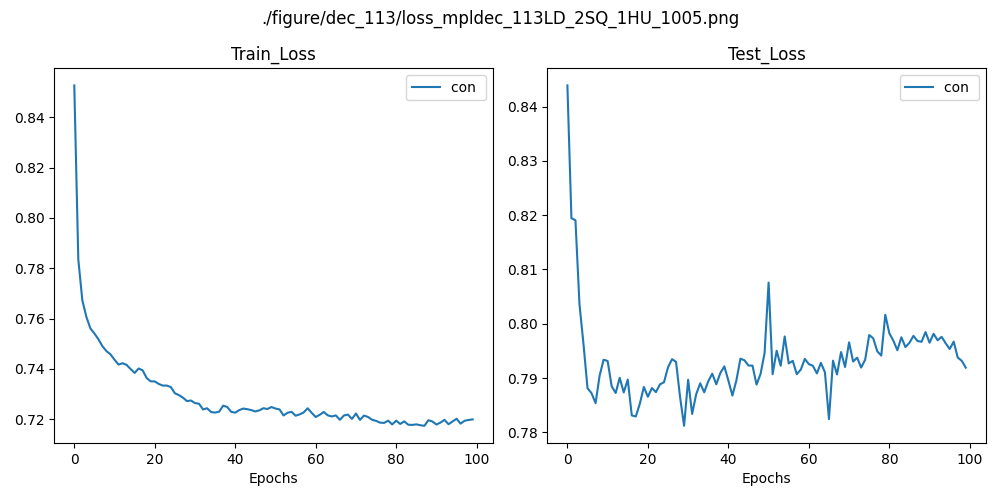 ./figure/dec_113/loss_mpldec_113LD_2SQ_1HU_1005.png
Train_Loss
con
0.84
0.82
0.80
0.78
0.76
0.74
0.72
0 20 40 60 80 100
Epochs
Test_Loss
con
0.84
0.83
0.82
0.81
0.80
0.79
0.78
0 20 40 60 80 100
Epochs